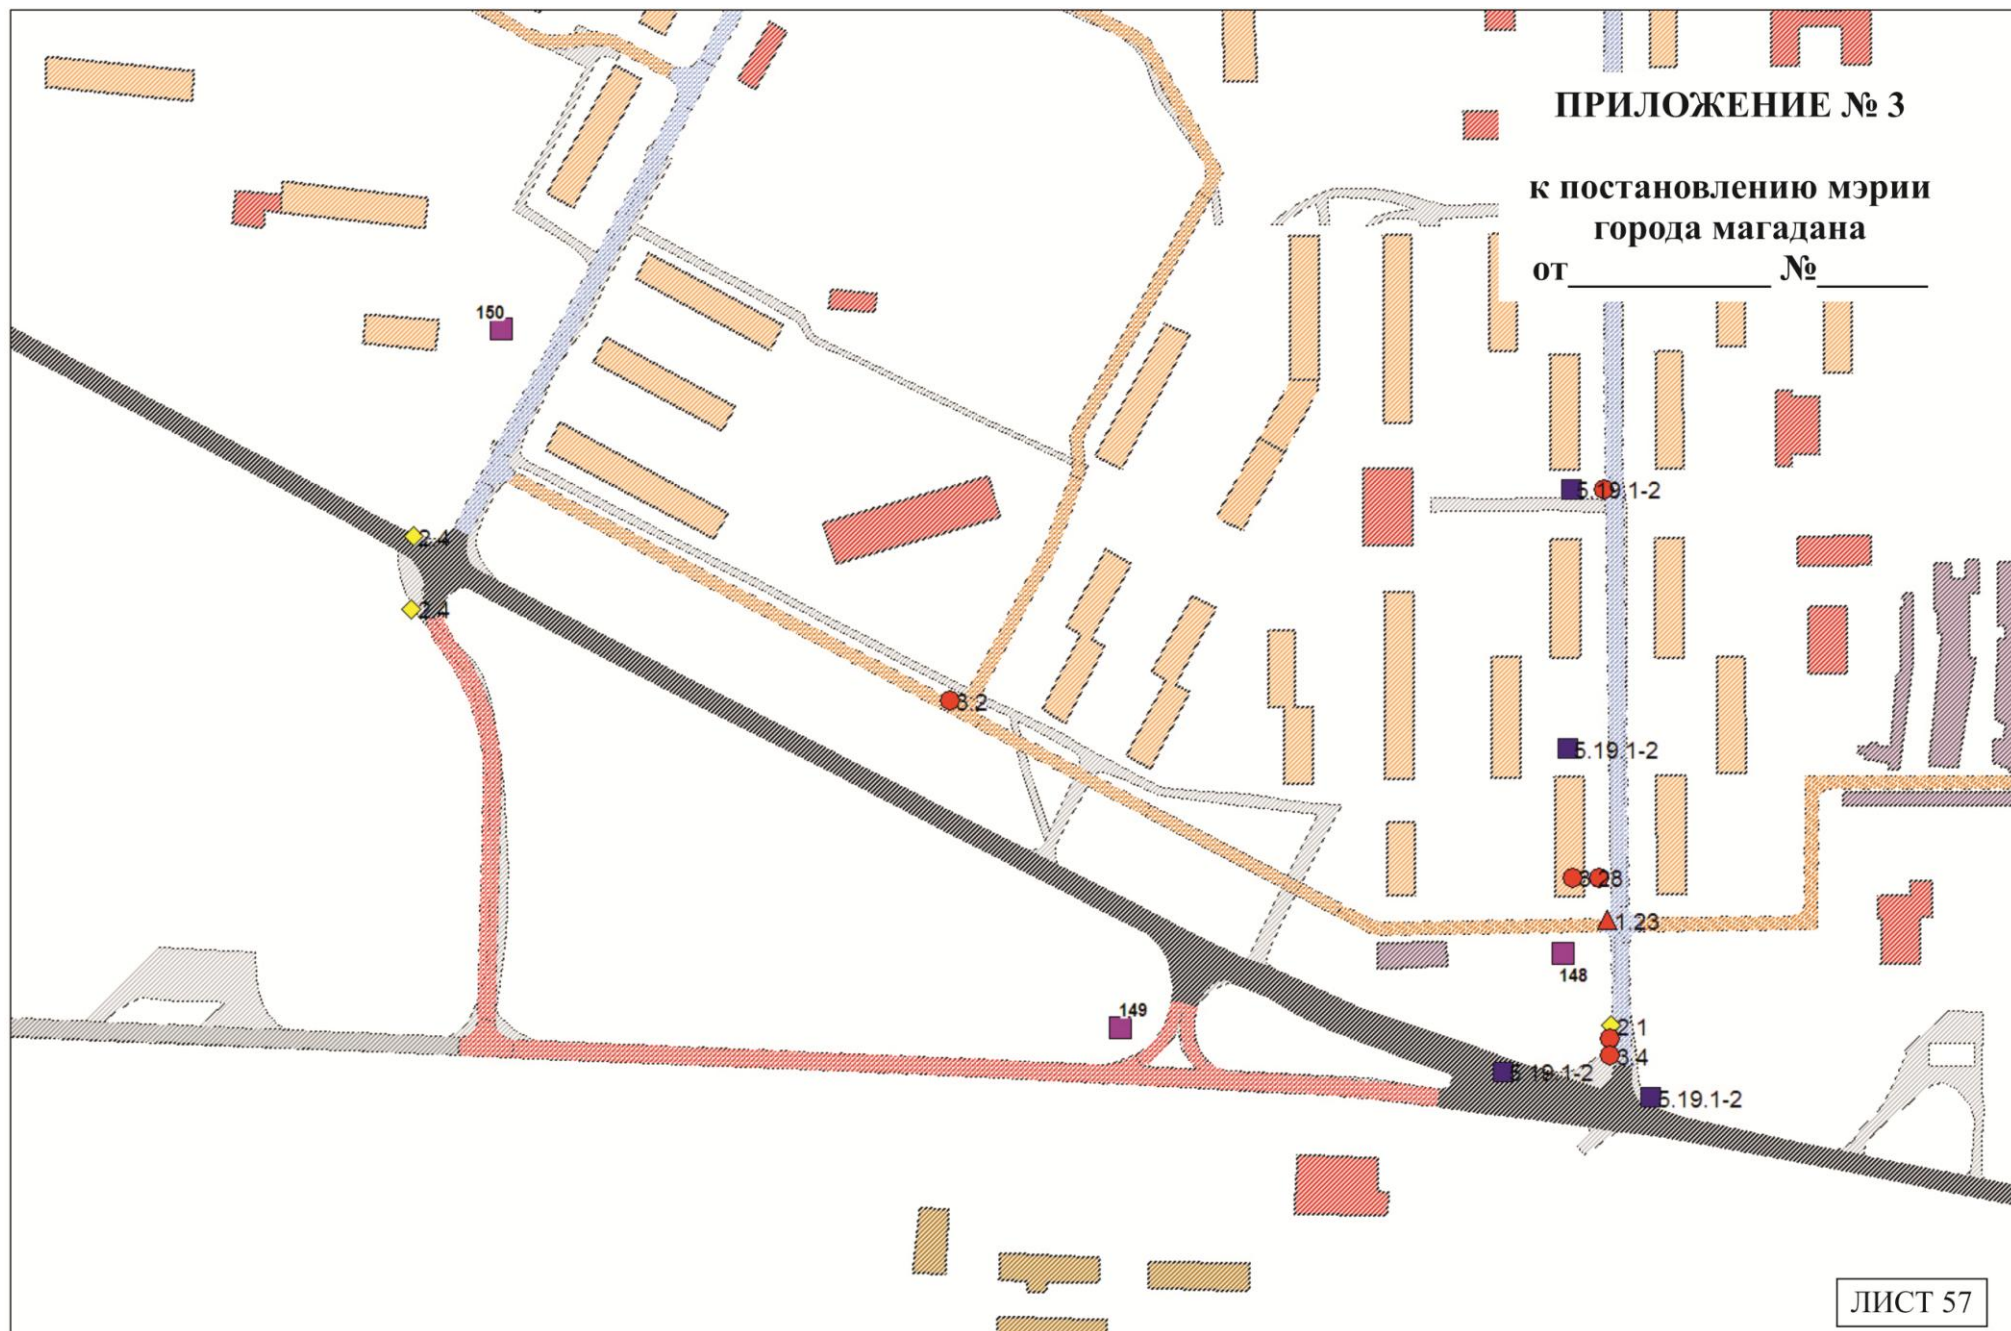 ПРИЛОЖЕНИЕ № 3
к постановлению мэрии
города магадана
от____________ №_______
150
5.19.1-2
2.4
2.4
3.2
5.19.1-2
1.23
148
149
2.1
3.4
5.19.1-2
5.19.1-2
ЛИСТ 57